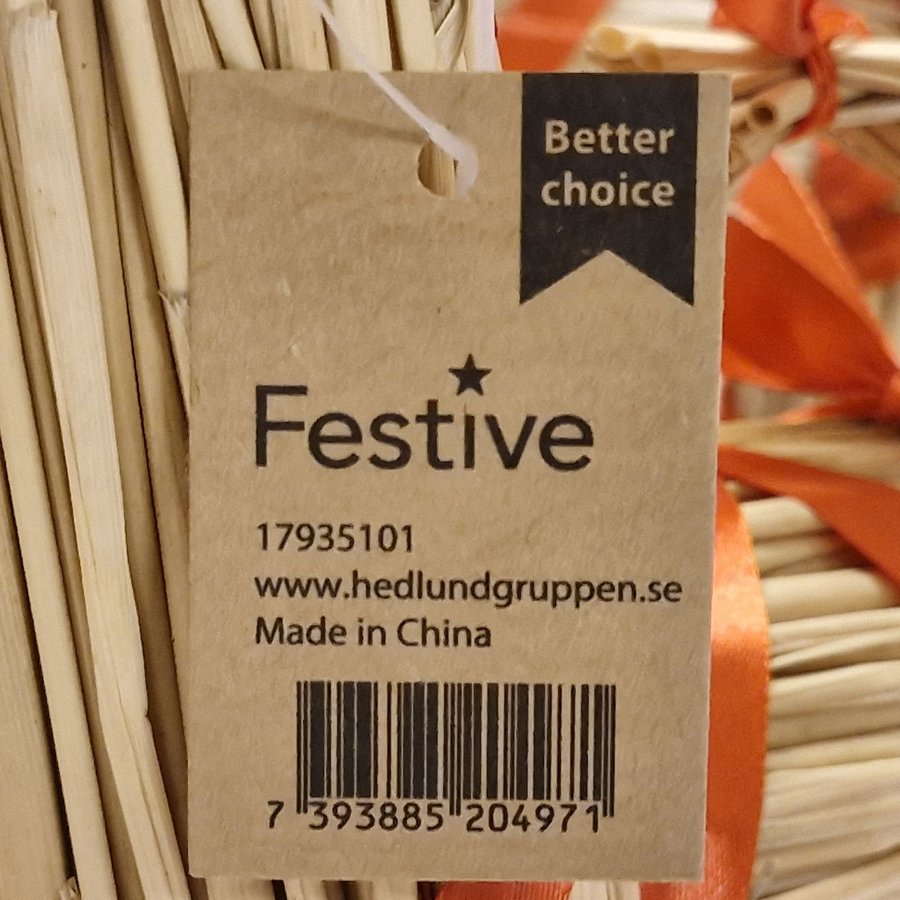 Better
choice
Festive
17935101
www.hedlundgruppen.se
Made in China
7 393885 204971